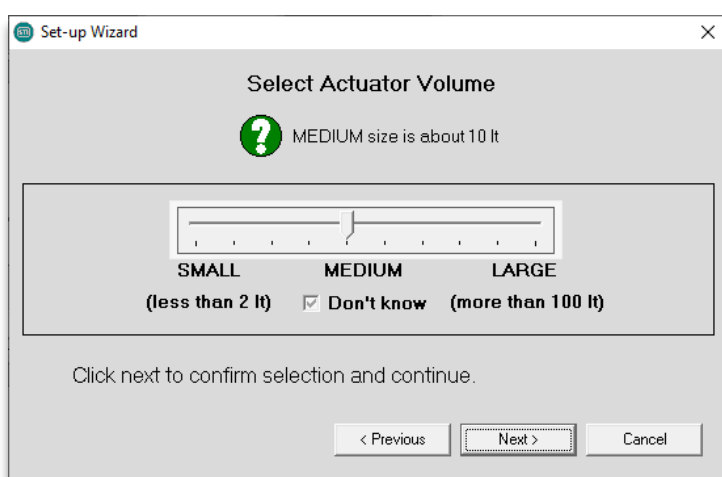 STI
Set-up Wizard
Select Actuator Volume
?
MEDIUM size is about 10 lt
SMALL MEDIUM LARGE
(less than 2 lt) Don't know (more than 100 lt)
Click next to confirm selection and continue.
< Previous Next > Cancel